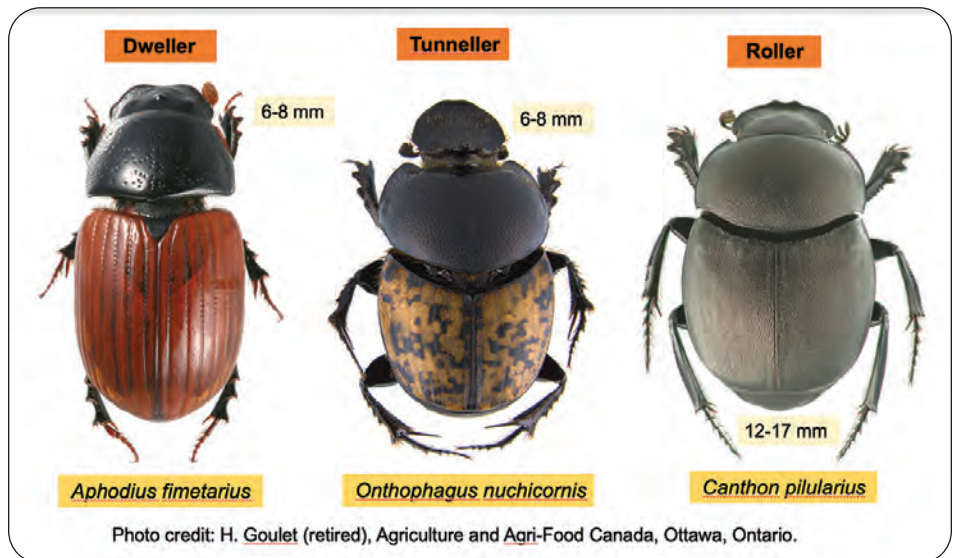 Dweller
Tunneller
Roller
6-8 mm
6-8 mm
12-17 mm
Aphodius fimetarius
Onthophagus nuchicornis
Canthon pilularius
Photo credit: H. Goulet (retired), Agriculture and Agri-Food Canada, Ottawa, Ontario.